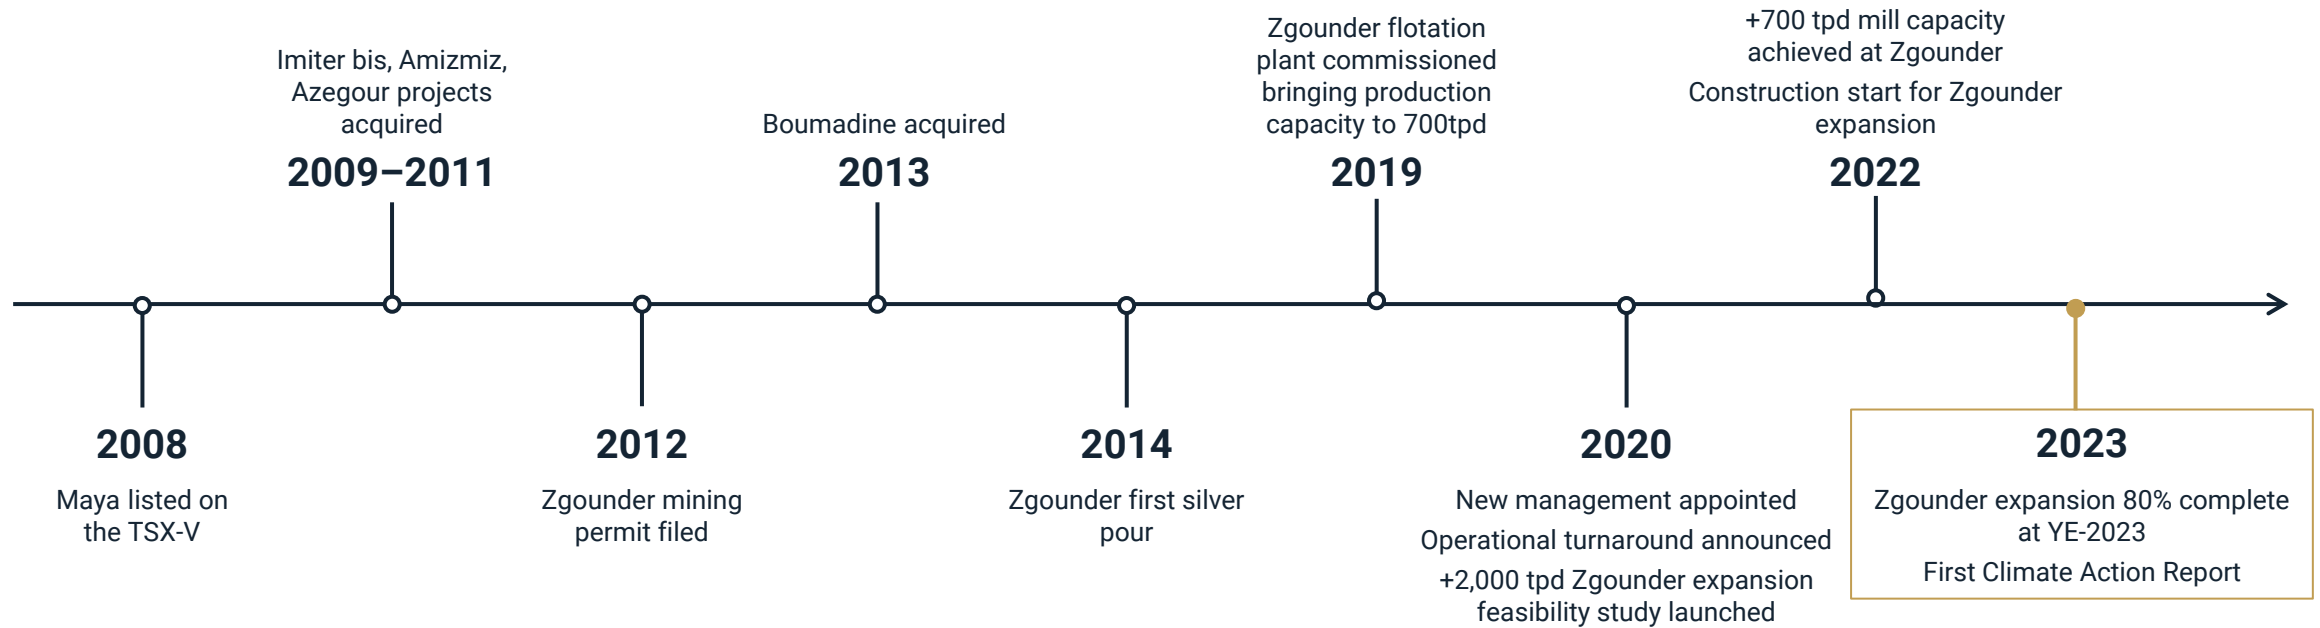 Imiter bis, Amizmiz,
Azegour projects
acquired
2009–2011
Boumadine acquired
2013
Zgounder flotation
plant commissioned
bringing production
capacity to 700tpd
2019
+700 tpd mill capacity
achieved at Zgounder
Construction start for Zgounder
expansion
2022
2008
Maya listed on
the TSX-V
2012
Zgounder mining
permit filed
2014
Zgounder first silver
pour
2020
New management appointed
Operational turnaround announced
+2,000 tpd Zgounder expansion
feasibility study launched
2023
Zgounder expansion 80% complete
at YE-2023
First Climate Action Report